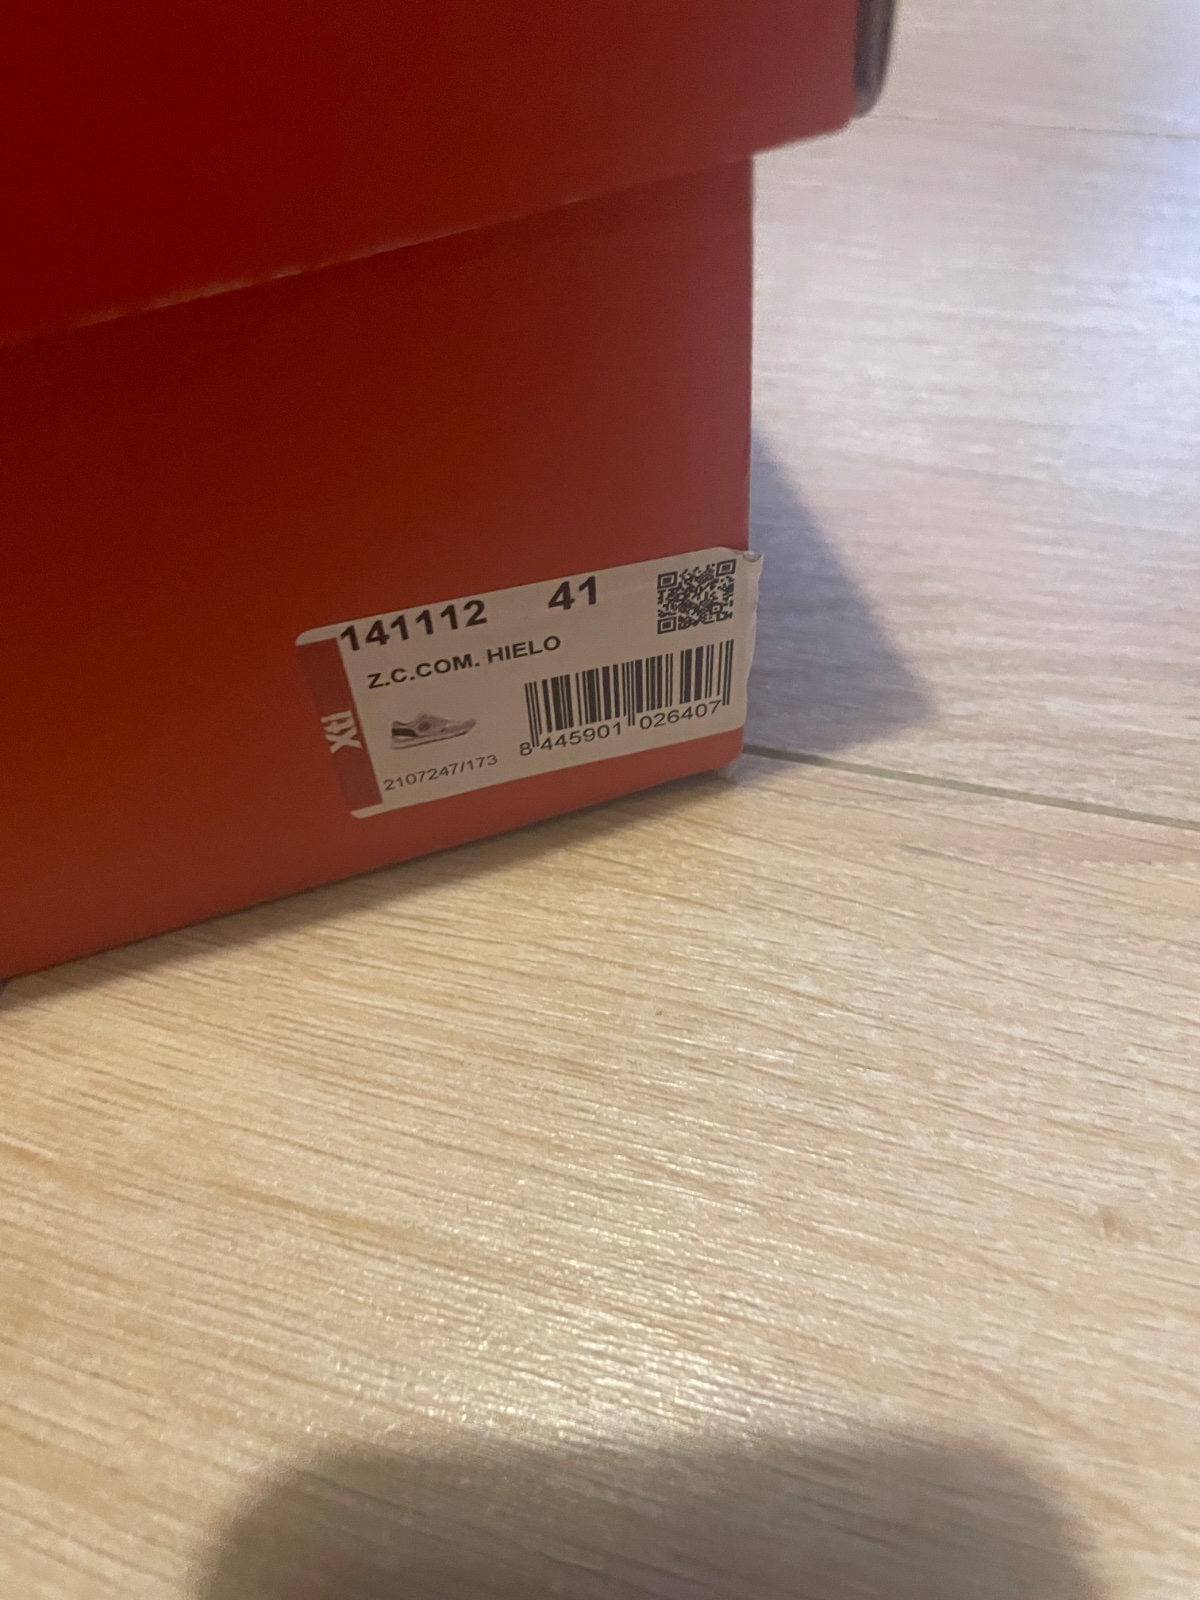 141112 41
Z.C.COM. HIELO
XTI
2107247/173
8 445901 026407